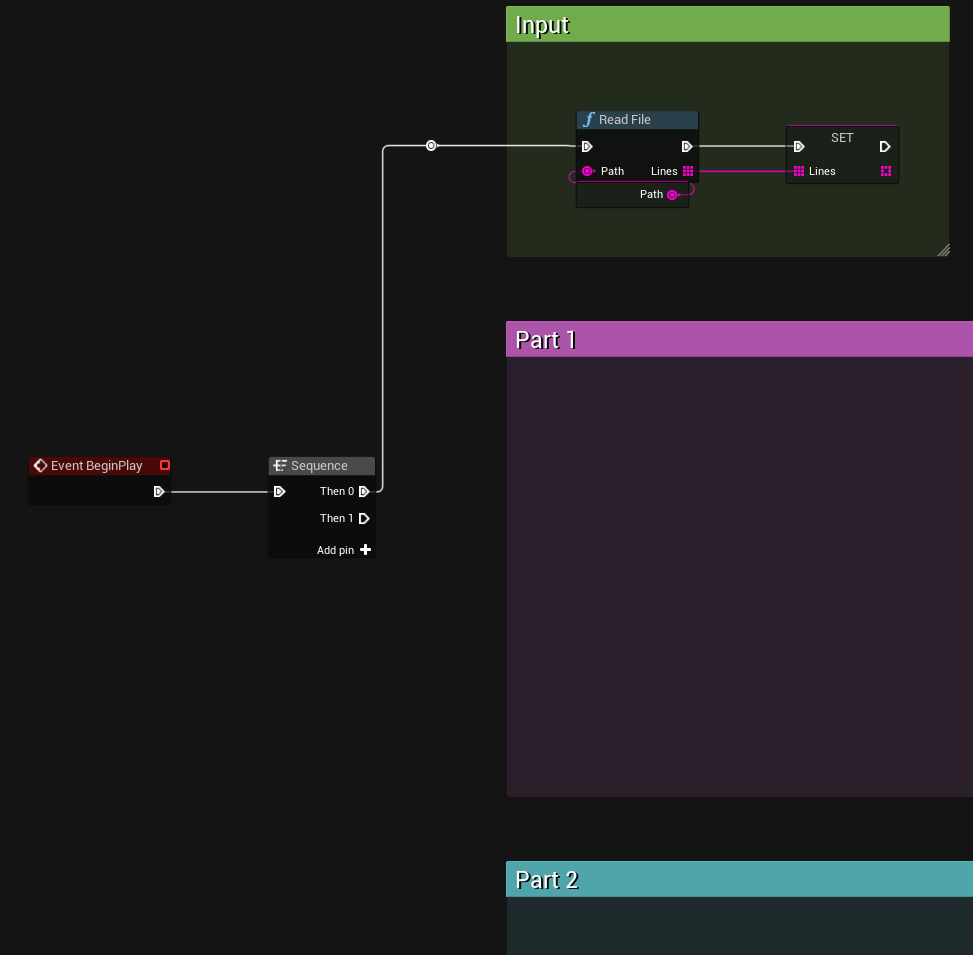 Input
Read File
SET
Path
Lines
Lines
Path
Part 1
Event BeginPlay
Sequence
Then 0
Then 1
Add pin
Part 2